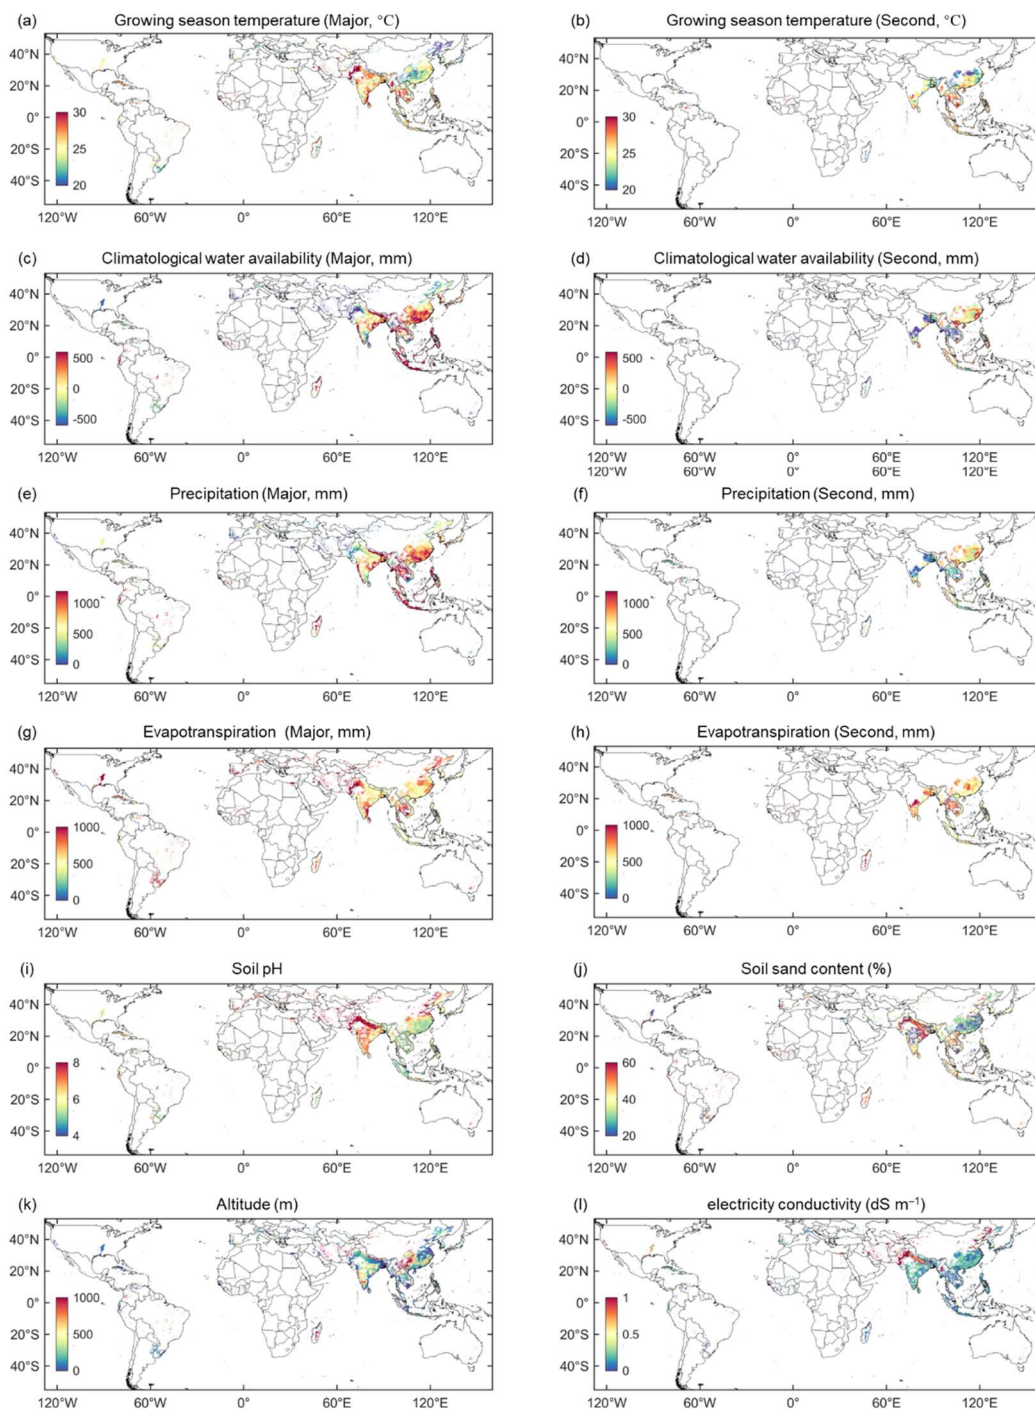 (a) Growing season temperature (Major, °C)
40°N
20°N
0°
20°S
40°S
30
25
20
120°W 60°W 0° 60°E 120°E
(b) Growing season temperature (Second, °C)
40°N
20°N
0°
20°S
40°S
30
25
20
120°W 60°W 0° 60°E 120°E
(c) Climatological water availability (Major, mm)
40°N
20°N
0°
20°S
40°S
500
0
-500
120°W 60°W 0° 60°E 120°E
(d) Climatological water availability (Second, mm)
40°N
20°N
0°
20°S
40°S
500
0
-500
120°W 60°W 0° 60°E 120°E
120°W 60°W 0° 60°E 120°E
(e) Precipitation (Major, mm)
40°N
20°N
0°
20°S
40°S
1000
500
0
120°W 60°W 0° 60°E 120°E
(f) Precipitation (Second, mm)
40°N
20°N
0°
20°S
40°S
1000
500
0
120°W 60°W 0° 60°E 120°E
(g) Evapotranspiration (Major, mm)
40°N
20°N
0°
20°S
40°S
1000
500
0
120°W 60°W 0° 60°E 120°E
(h) Evapotranspiration (Second, mm)
40°N
20°N
0°
20°S
40°S
1000
500
0
120°W 60°W 0° 60°E 120°E
(i) Soil pH
40°N
20°N
0°
20°S
40°S
8
6
4
120°W 60°W 0° 60°E 120°E
(j) Soil sand content (%)
40°N
20°N
0°
20°S
40°S
60
40
20
120°W 60°W 0° 60°E 120°E
(k) Altitude (m)
40°N
20°N
0°
20°S
40°S
1000
500
0
120°W 60°W 0° 60°E 120°E
(l) electricity conductivity (dS m⁻¹)
40°N
20°N
0°
20°S
40°S
1
0.5
0
120°W 60°W 0° 60°E 120°E